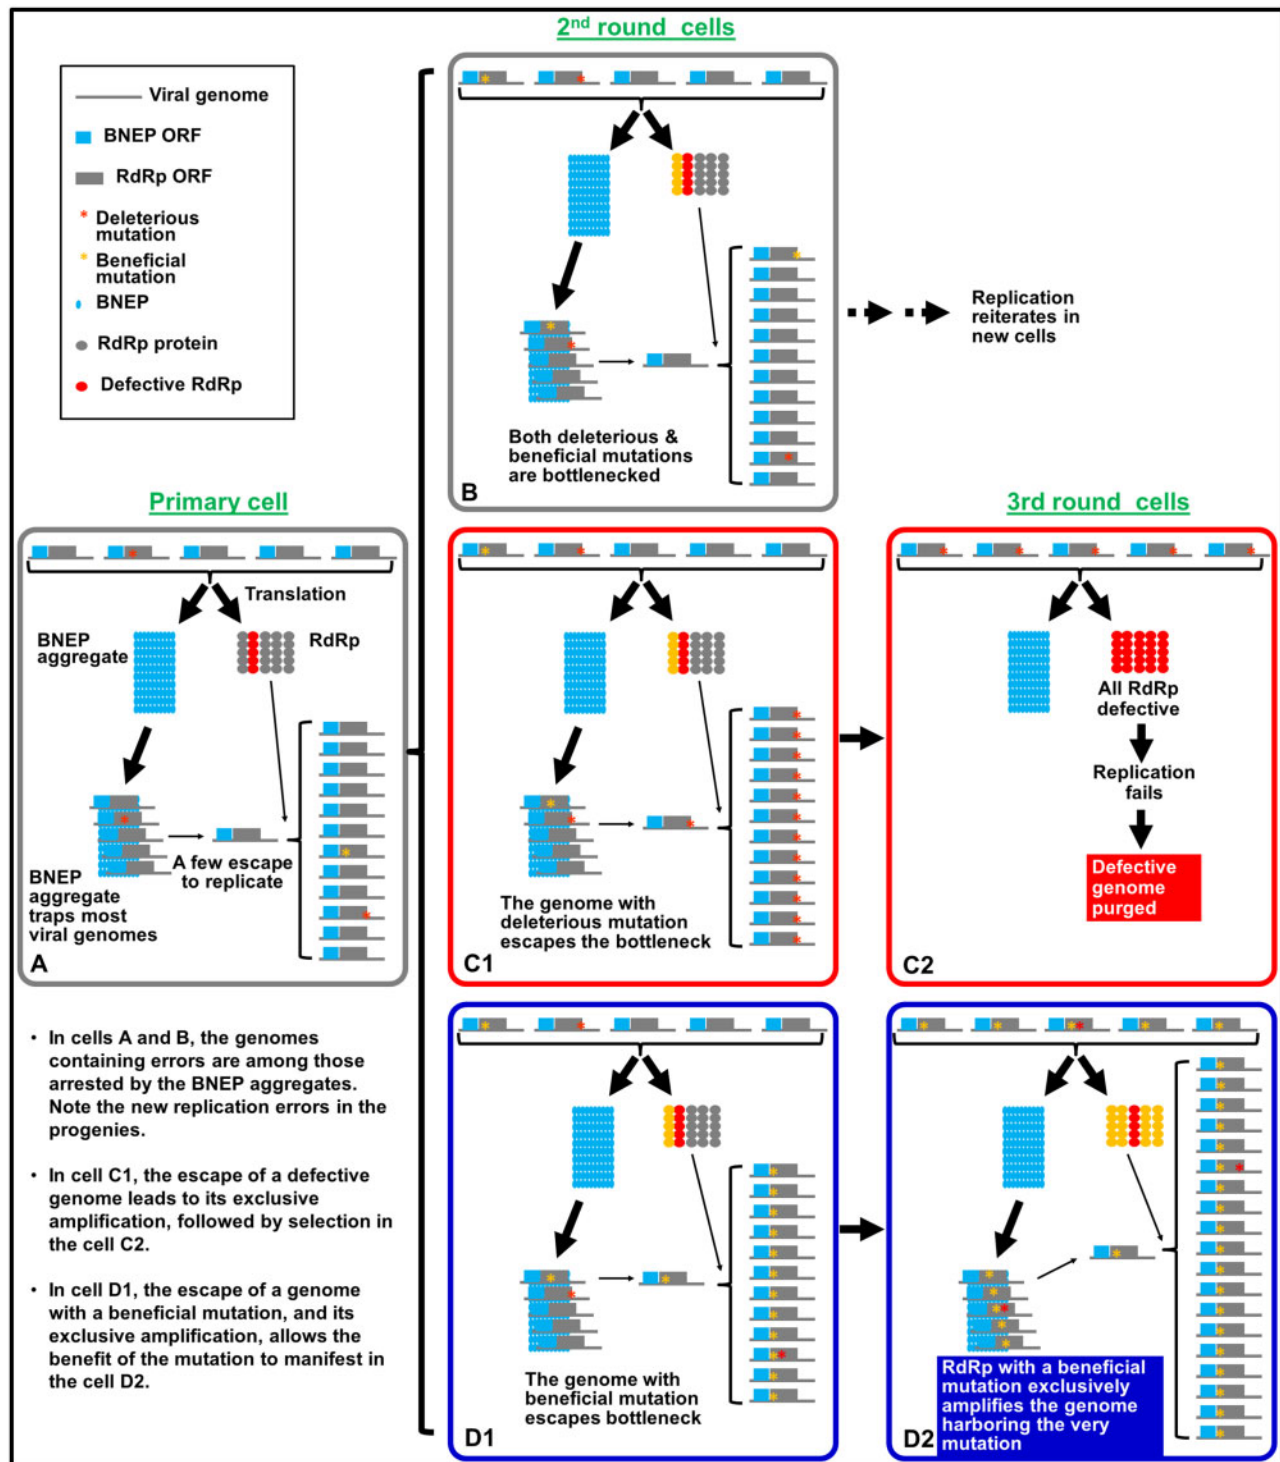 2nd round cells
Viral genome
BNEP ORF
RdRp ORF
* Deleterious
mutation
* Beneficial
mutation
BNEP
RdRp protein
Defective RdRp
Both deleterious &
beneficial mutations
are bottlenecked
B
Replication
reiterates in
new cells
Primary cell
Translation
BNEP
aggregate
RdRp
A few escape
to replicate
BNEP
aggregate
traps most
viral genomes
A
The genome with
deleterious mutation
escapes the bottleneck
C1
3rd round cells
All RdRp
defective
Replication
fails
Defective
genome
purged
C2
• In cells A and B, the genomes
containing errors are among those
arrested by the BNEP aggregates.
Note the new replication errors in the
progenies.
• In cell C1, the escape of a defective
genome leads to its exclusive
amplification, followed by selection in
the cell C2.
• In cell D1, the escape of a genome
with a beneficial mutation, and its
exclusive amplification, allows the
benefit of the mutation to manifest in
the cell D2.
The genome with
beneficial mutation
escapes bottleneck
D1
RdRp with a beneficial
mutation exclusively
amplifies the genome
harboring the very
mutation
D2